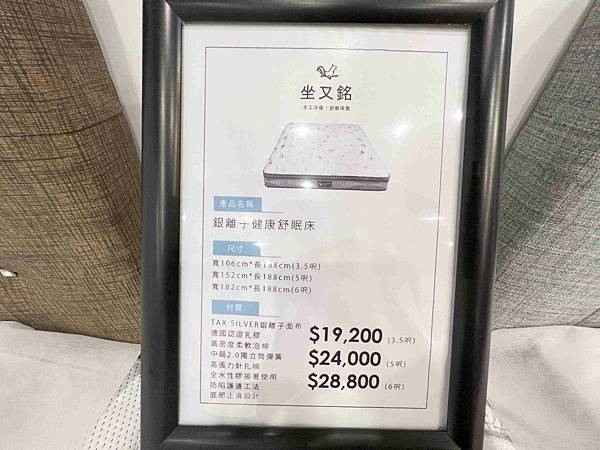 坐又銘
手工沙發|舒眠床墊
產品名稱
銀離子健康舒眠床
尺寸
寬106cm*長188cm(3.5呎)
寬152cm*長188cm(5呎)
寬182cm*長188cm(6呎)
材質
TAX SILVER銀離子面布
德國認證乳膠
高密度柔軟泡棉
中鋼2.0獨立筒彈簧
高張力針扎棉
全水性膠接著使用
防陷護邊工法
底部止滑設計
$19,200 (3.5呎)
$24,000 (5呎)
$28,800 (6呎)